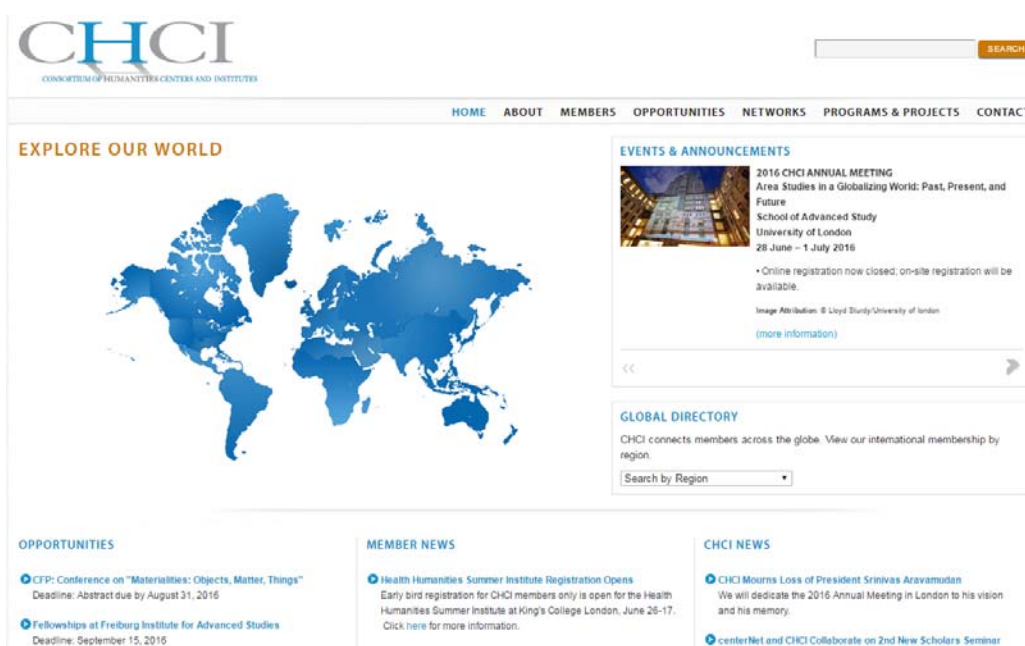 CHCI
CONSORTIUM OF HUMANITIES CENTERS AND INSTITUTES
SEARCH
HOME ABOUT MEMBERS OPPORTUNITIES NETWORKS PROGRAMS & PROJECTS CONTACT
EXPLORE OUR WORLD
EVENTS & ANNOUNCEMENTS
2016 CHCI ANNUAL MEETING
Area Studies in a Globalizing World: Past, Present, and
Future
School of Advanced Study
University of London
28 June – 1 July 2016
• Online registration now closed; on-site registration will be
available.
Image Attribution: © Lloyd Sturdy/University of london
(more information)
GLOBAL DIRECTORY
CHCI connects members across the globe. View our international membership by
region.
Search by Region
OPPORTUNITIES
CFP: Conference on "Materialities: Objects, Matter, Things"
Deadline: Abstract due by August 31, 2016
Fellowships at Freiburg Institute for Advanced Studies
Deadline: September 15, 2016
MEMBER NEWS
Health Humanities Summer Institute Registration Opens
Early bird registration for CHCI members only is open for the Health
Humanities Summer Institute at King's College London, June 26-17.
Click here for more information.
CHCI NEWS
CHCI Mourns Loss of President Srinivas Aravamudan
We will dedicate the 2016 Annual Meeting in London to his vision
and his memory.
centerNet and CHCI Collaborate on 2nd New Scholars Seminar